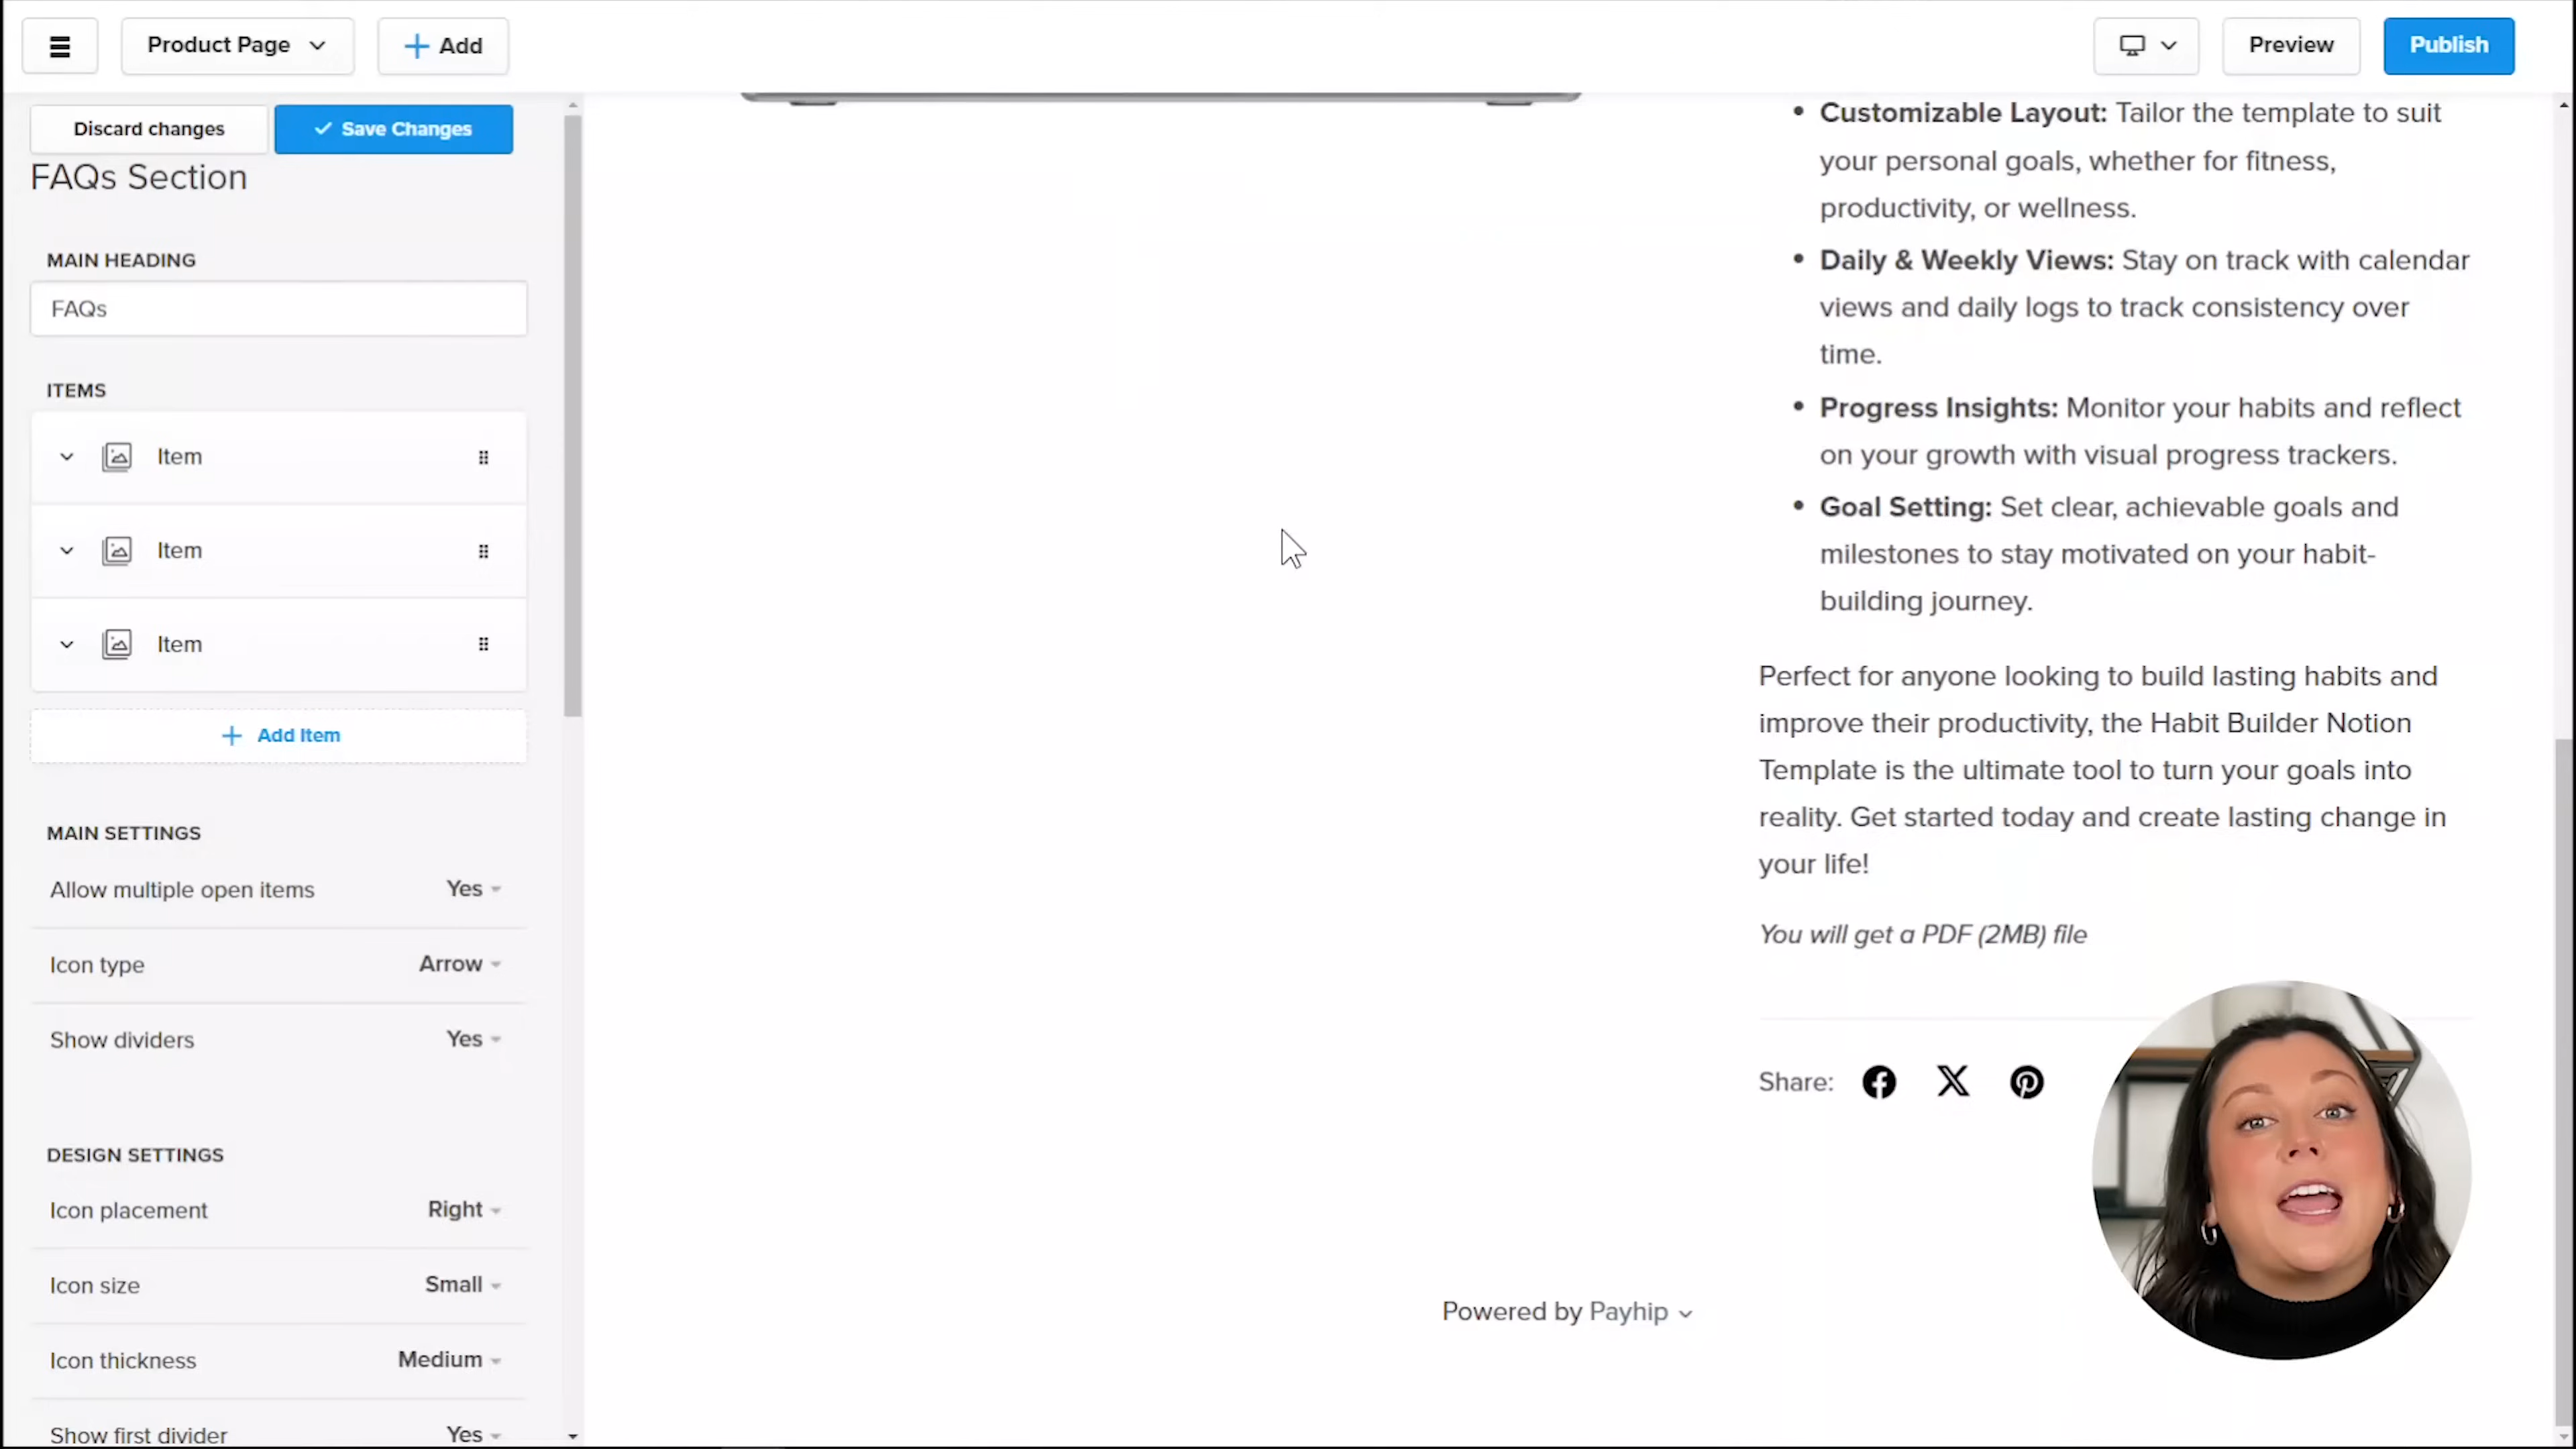 Product Page
Add
Preview
Publish
Discard changes
Save Changes
FAQs Section
MAIN HEADING
FAQs
ITEMS
Item
Item
Item
Add Item
MAIN SETTINGS
Allow multiple open items Yes
Icon type Arrow
Show dividers Yes
DESIGN SETTINGS
Icon placement Right
Icon size Small
Icon thickness Medium
Show first divider Yes
• Customizable Layout: Tailor the template to suit
your personal goals, whether for fitness,
productivity, or wellness.
• Daily & Weekly Views: Stay on track with calendar
views and daily logs to track consistency over
time.
• Progress Insights: Monitor your habits and reflect
on your growth with visual progress trackers.
• Goal Setting: Set clear, achievable goals and
milestones to stay motivated on your habit-
building journey.
Perfect for anyone looking to build lasting habits and
improve their productivity, the Habit Builder Notion
Template is the ultimate tool to turn your goals into
reality. Get started today and create lasting change in
your life!
You will get a PDF (2MB) file
Share:
Powered by Payhip